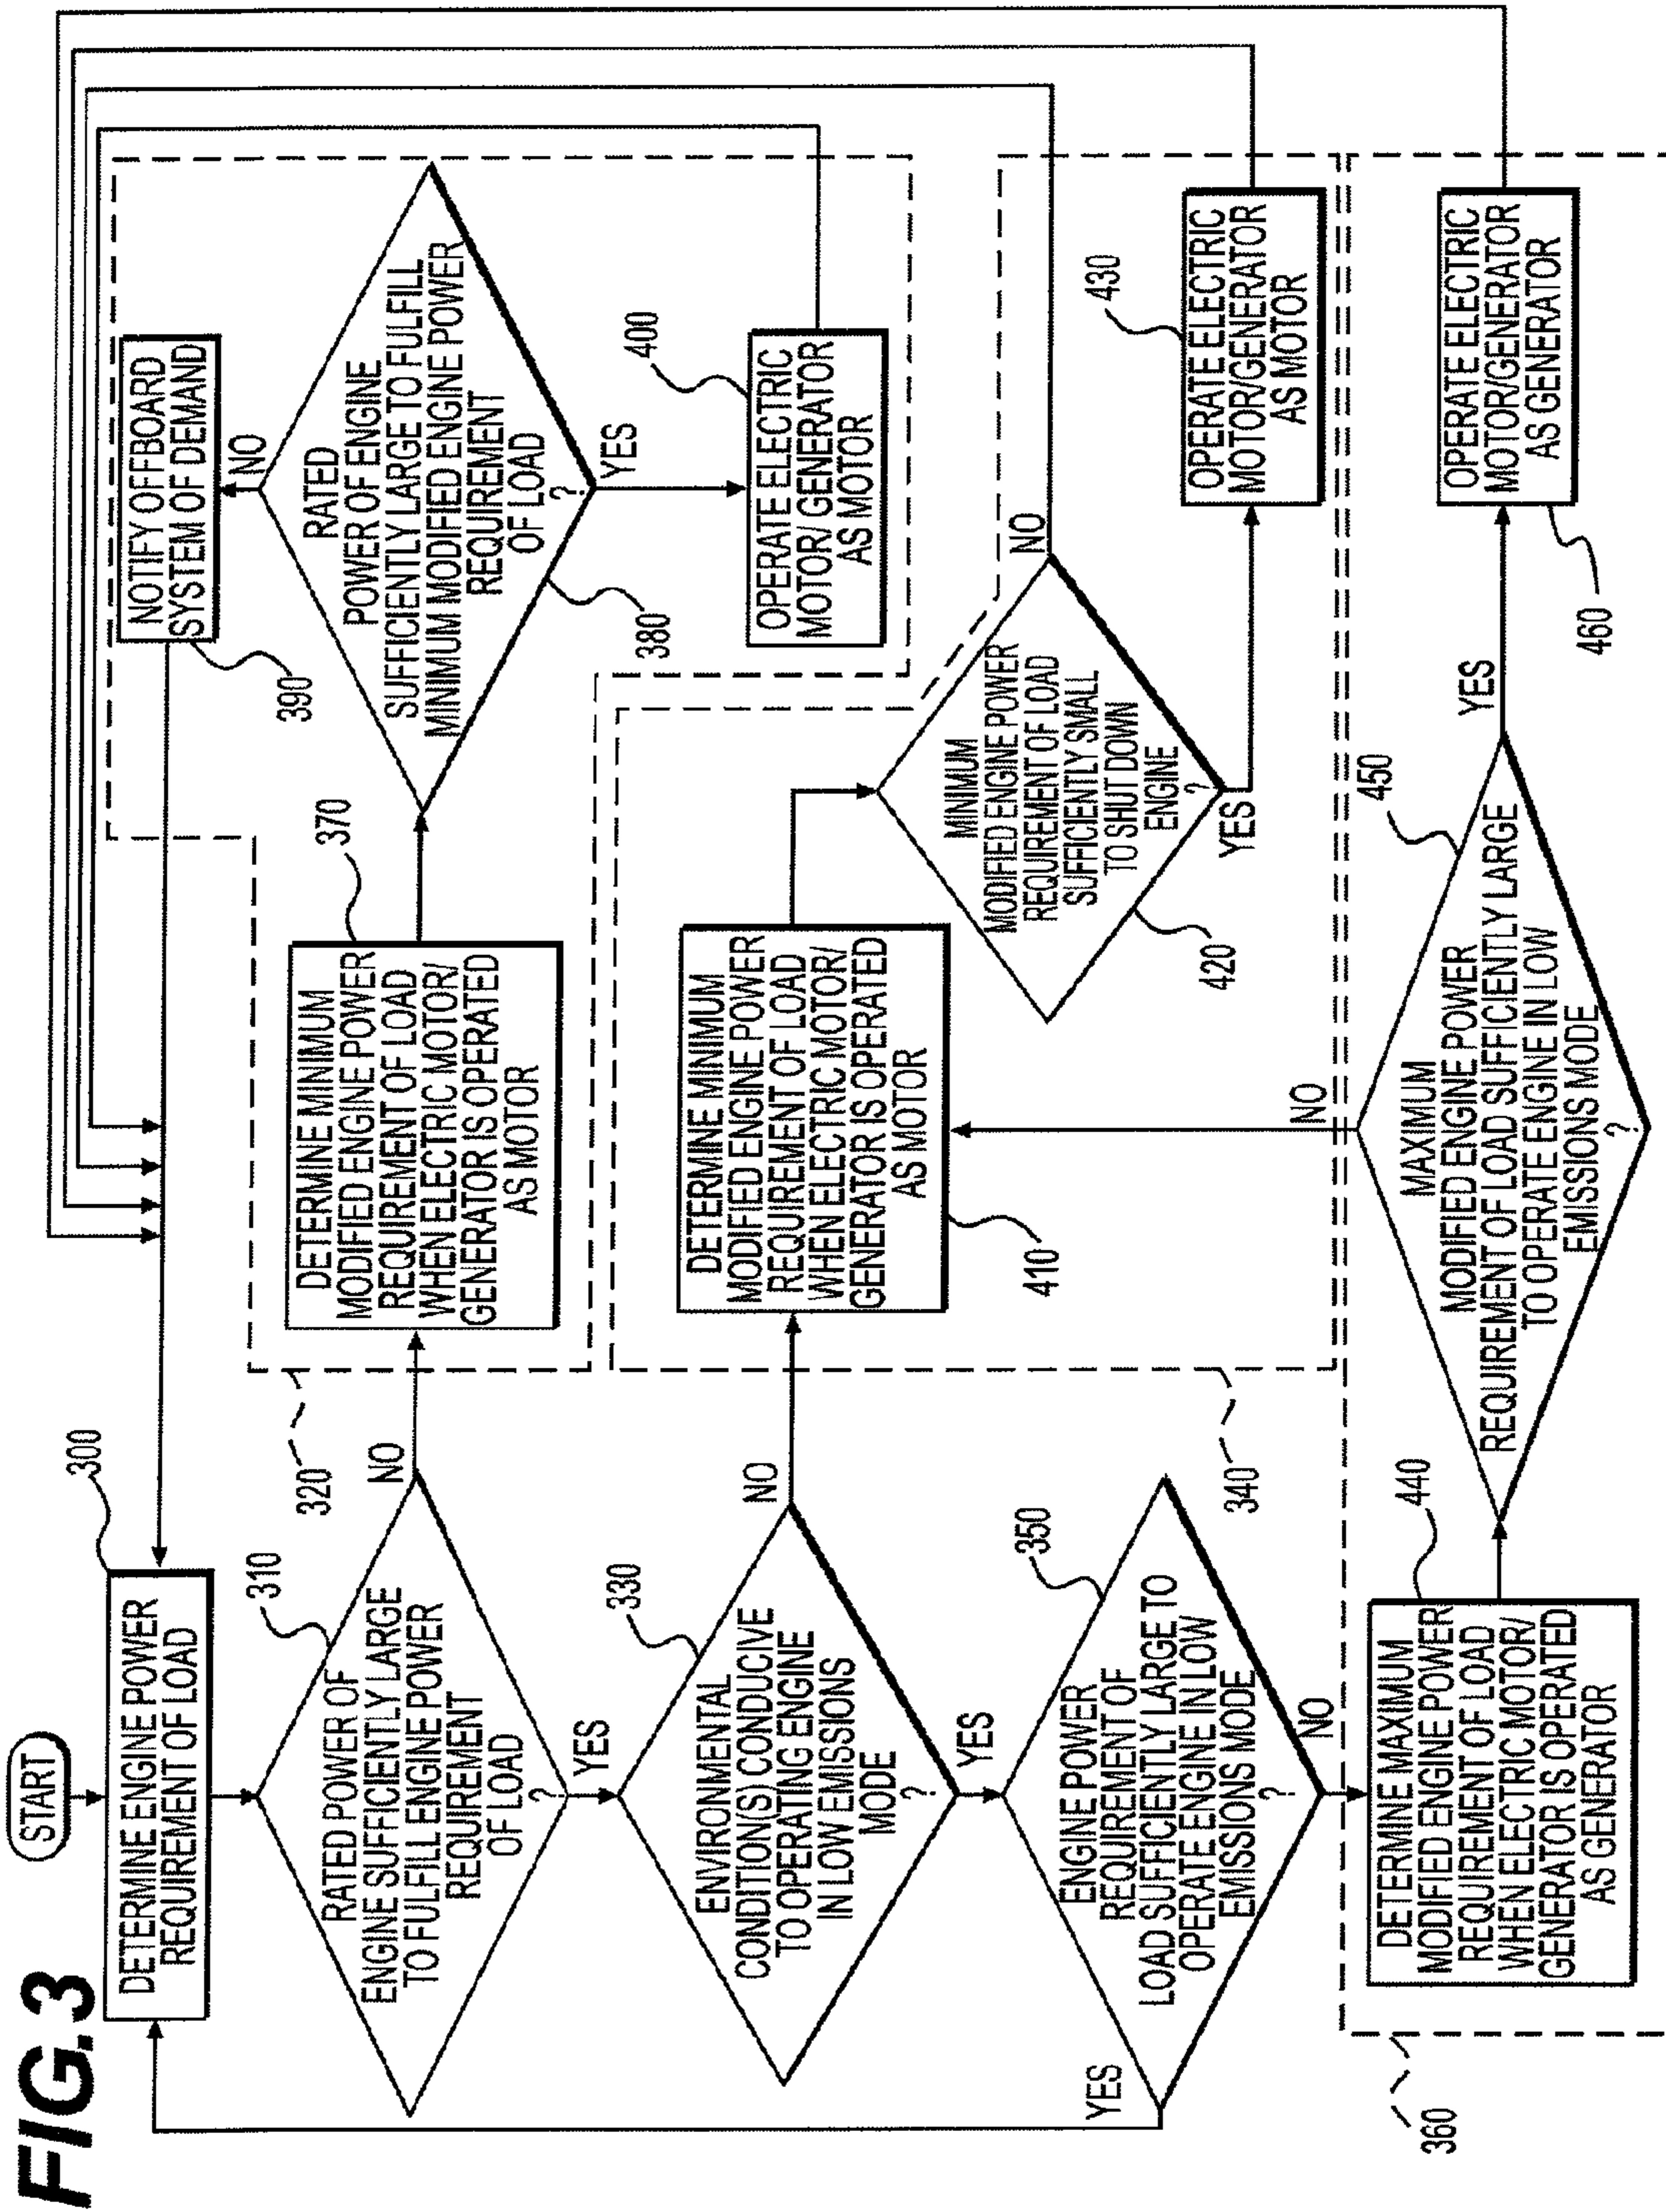 FIG.3
START
300
DETERMINE ENGINE POWER
REQUIREMENT OF LOAD
310
RATED POWER OF
ENGINE SUFFICIENTLY LARGE
TO FULFILL ENGINE POWER
REQUIREMENT
OF LOAD
?
NO
YES
320
330
ENVIRONMENTAL
CONDITION(S) CONDUCIVE
TO OPERATING ENGINE
IN LOW EMISSIONS
MODE
?
NO
YES
340
350
ENGINE POWER
REQUIREMENT OF
LOAD SUFFICIENTLY LARGE TO
OPERATE ENGINE IN LOW
EMISSIONS MODE
?
YES
NO
360
370
DETERMINE MINIMUM
MODIFIED ENGINE POWER
REQUIREMENT OF LOAD
WHEN ELECTRIC MOTOR/
GENERATOR IS OPERATED
AS MOTOR
380
RATED
POWER OF ENGINE
SUFFICIENTLY LARGE TO FULFILL
MINIMUM MODIFIED ENGINE POWER
REQUIREMENT
OF LOAD
?
NO
YES
390
NOTIFY OFFBOARD
SYSTEM OF DEMAND
400
OPERATE ELECTRIC
MOTOR/ GENERATOR
AS MOTOR
410
DETERMINE MINIMUM
MODIFIED ENGINE POWER
REQUIREMENT OF LOAD
WHEN ELECTRIC MOTOR/
GENERATOR IS OPERATED
AS MOTOR
420
MINIMUM
MODIFIED ENGINE POWER
REQUIREMENT OF LOAD
SUFFICIENTLY SMALL
TO SHUT DOWN
ENGINE
?
NO
YES
430
OPERATE ELECTRIC
MOTOR/GENERATOR
AS MOTOR
440
DETERMINE MAXIMUM
MODIFIED ENGINE POWER
REQUIREMENT OF LOAD
WHEN ELECTRIC MOTOR/
GENERATOR IS OPERATED
AS GENERATOR
450
MAXIMUM
MODIFIED ENGINE POWER
REQUIREMENT OF LOAD SUFFICIENTLY LARGE
TO OPERATE ENGINE IN LOW
EMISSIONS MODE
?
NO
YES
460
OPERATE ELECTRIC
MOTOR/GENERATOR
AS GENERATOR